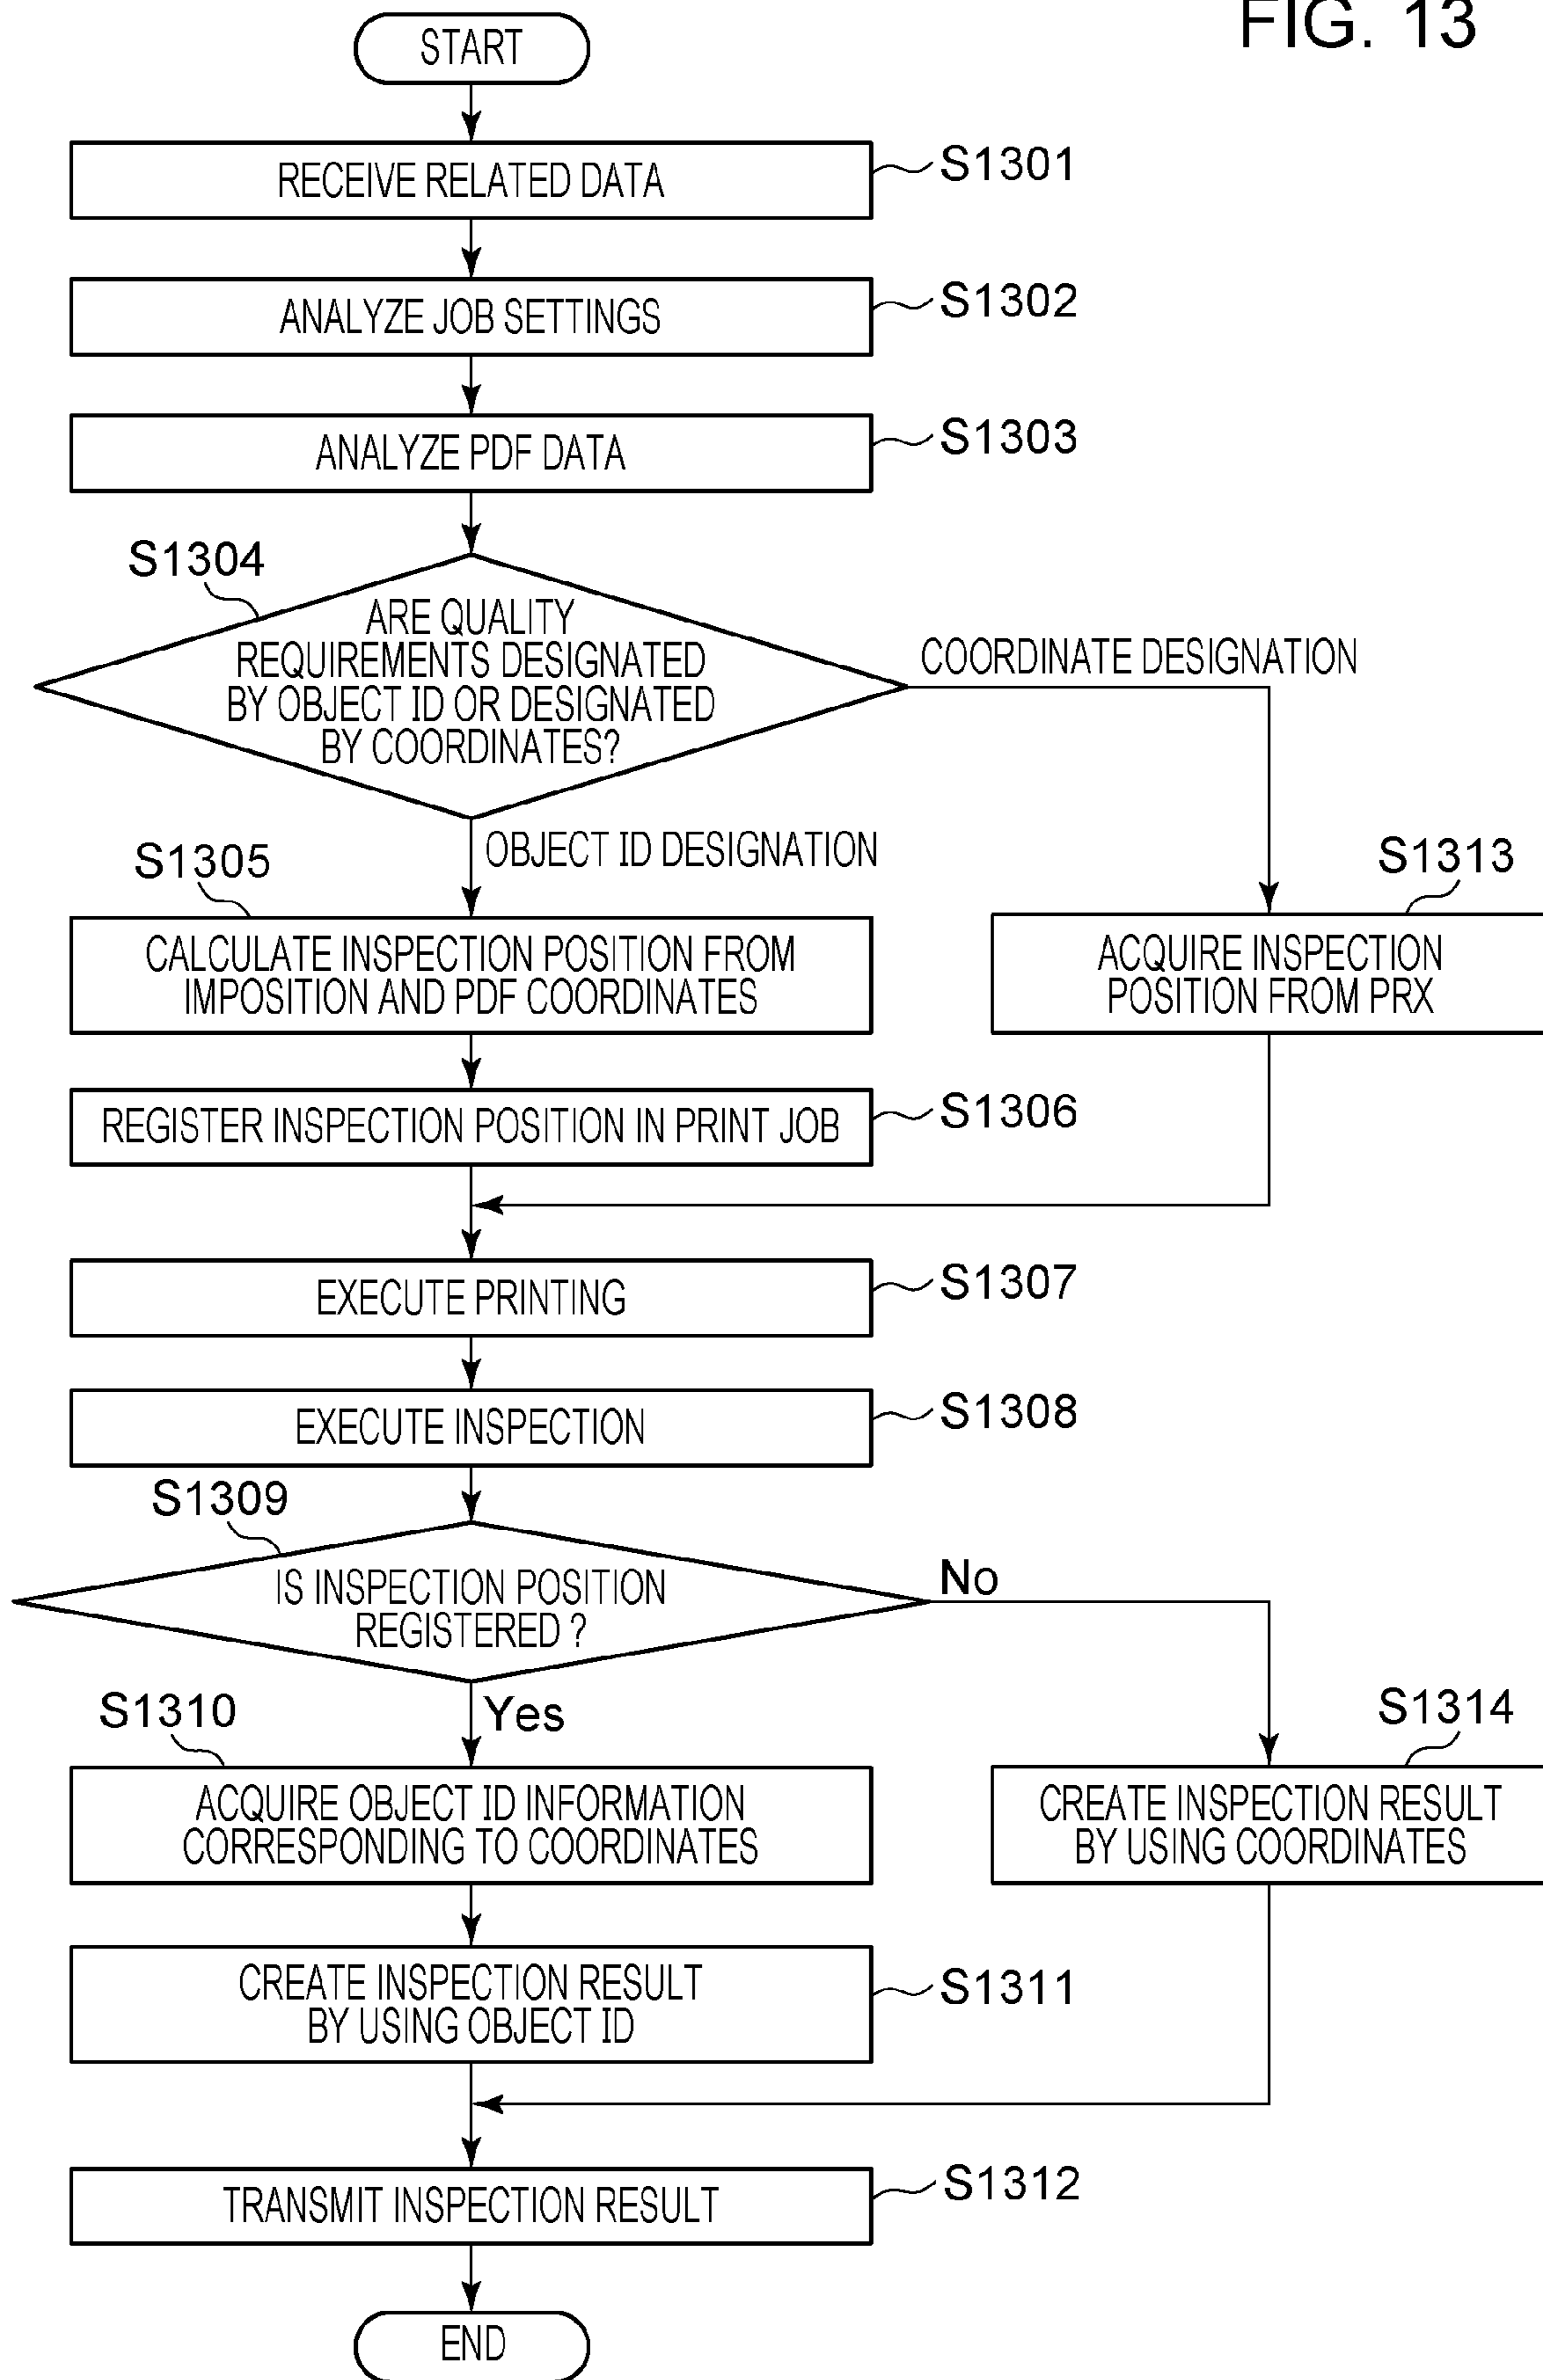 FIG. 13
START
RECEIVE RELATED DATA
S1301
ANALYZE JOB SETTINGS
S1302
ANALYZE PDF DATA
S1303
S1304
ARE QUALITY
REQUIREMENTS DESIGNATED
BY OBJECT ID OR DESIGNATED
BY COORDINATES?
COORDINATE DESIGNATION
OBJECT ID DESIGNATION
S1305
CALCULATE INSPECTION POSITION FROM
IMPOSITION AND PDF COORDINATES
S1313
ACQUIRE INSPECTION
POSITION FROM PRX
REGISTER INSPECTION POSITION IN PRINT JOB
S1306
EXECUTE PRINTING
S1307
EXECUTE INSPECTION
S1308
S1309
IS INSPECTION POSITION
REGISTERED ?
No
Yes
S1310
ACQUIRE OBJECT ID INFORMATION
CORRESPONDING TO COORDINATES
S1314
CREATE INSPECTION RESULT
BY USING COORDINATES
CREATE INSPECTION RESULT
BY USING OBJECT ID
S1311
TRANSMIT INSPECTION RESULT
S1312
END